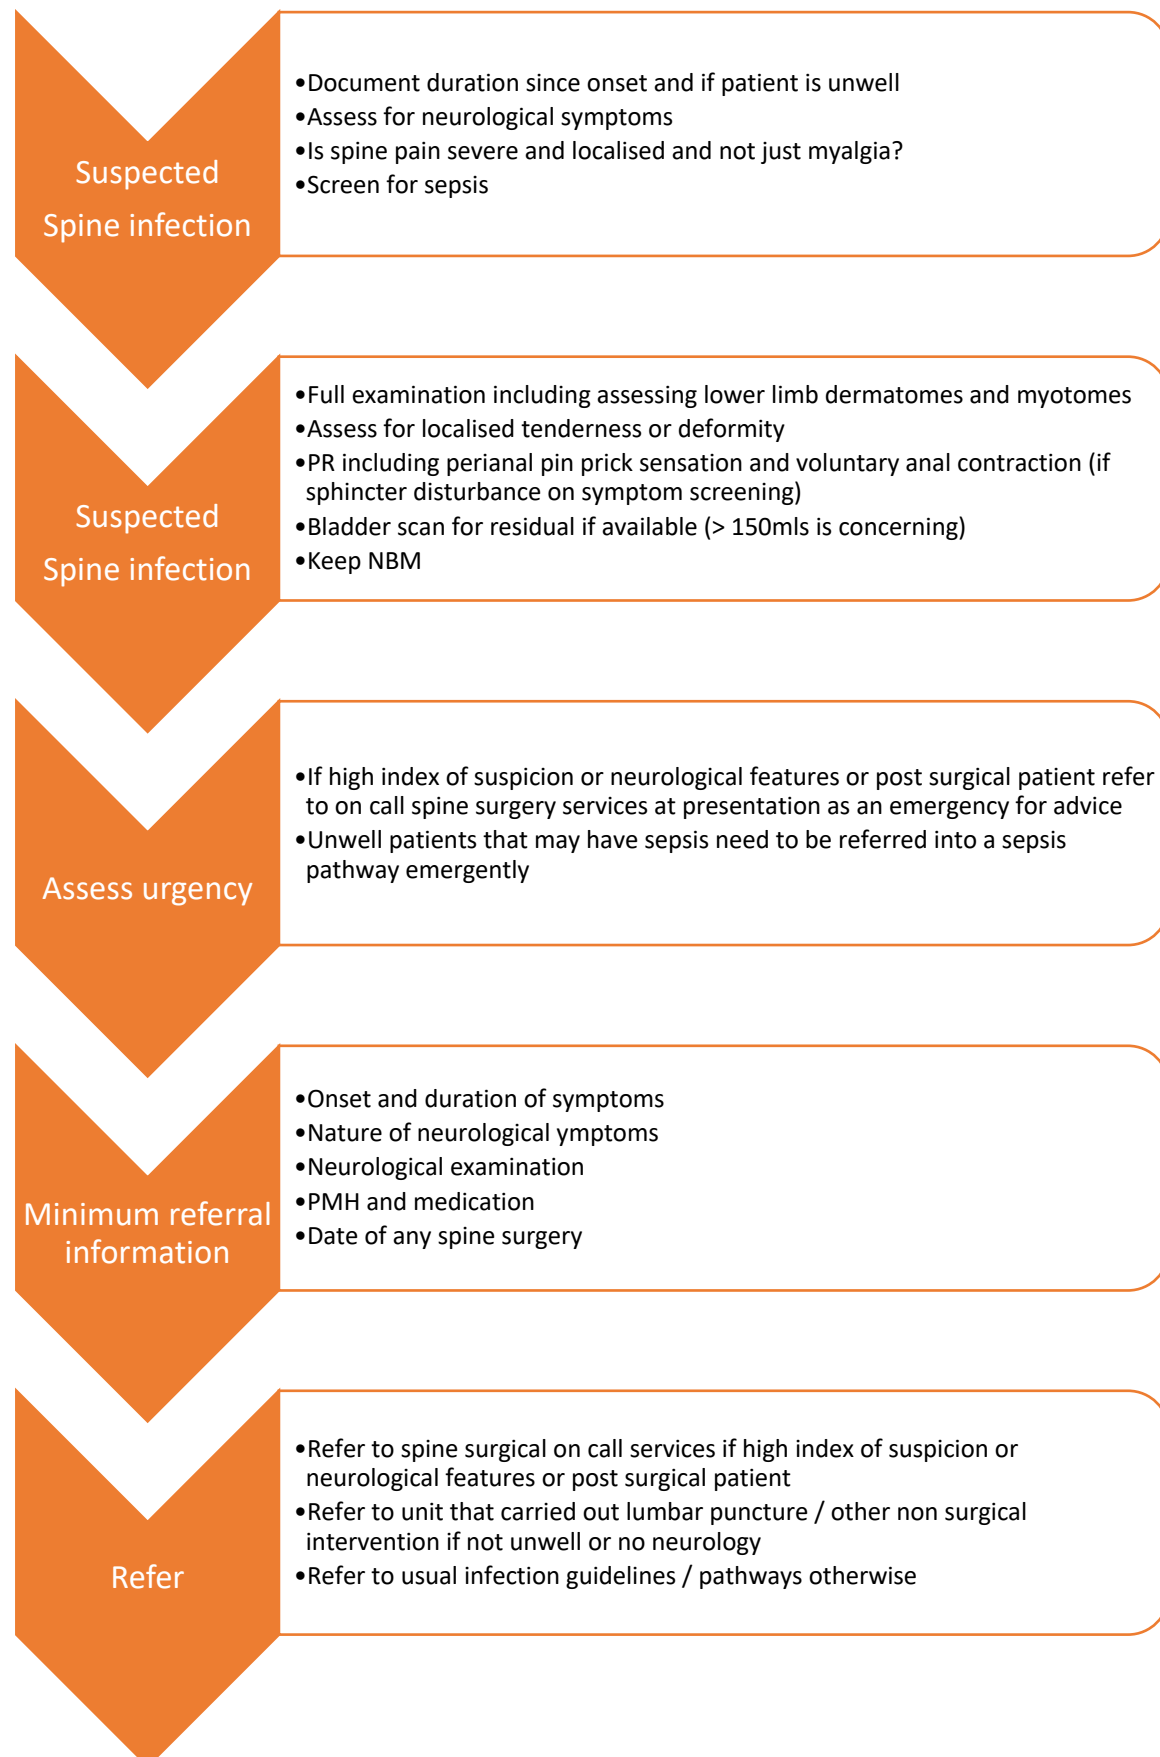 Suspected
Spine infection
•Document duration since onset and if patient is unwell
•Assess for neurological symptoms
•Is spine pain severe and localised and not just myalgia?
•Screen for sepsis
Suspected
Spine infection
•Full examination including assessing lower limb dermatomes and myotomes
•Assess for localised tenderness or deformity
•PR including perianal pin prick sensation and voluntary anal contraction (if
sphincter disturbance on symptom screening)
•Bladder scan for residual if available (> 150mls is concerning)
•Keep NBM
Assess urgency
•If high index of suspicion or neurological features or post surgical patient refer
to on call spine surgery services at presentation as an emergency for advice
•Unwell patients that may have sepsis need to be referred into a sepsis
pathway emergently
Minimum referral
information
•Onset and duration of symptoms
•Nature of neurological ymptoms
•Neurological examination
•PMH and medication
•Date of any spine surgery
Refer
•Refer to spine surgical on call services if high index of suspicion or
neurological features or post surgical patient
•Refer to unit that carried out lumbar puncture / other non surgical
intervention if not unwell or no neurology
•Refer to usual infection guidelines / pathways otherwise